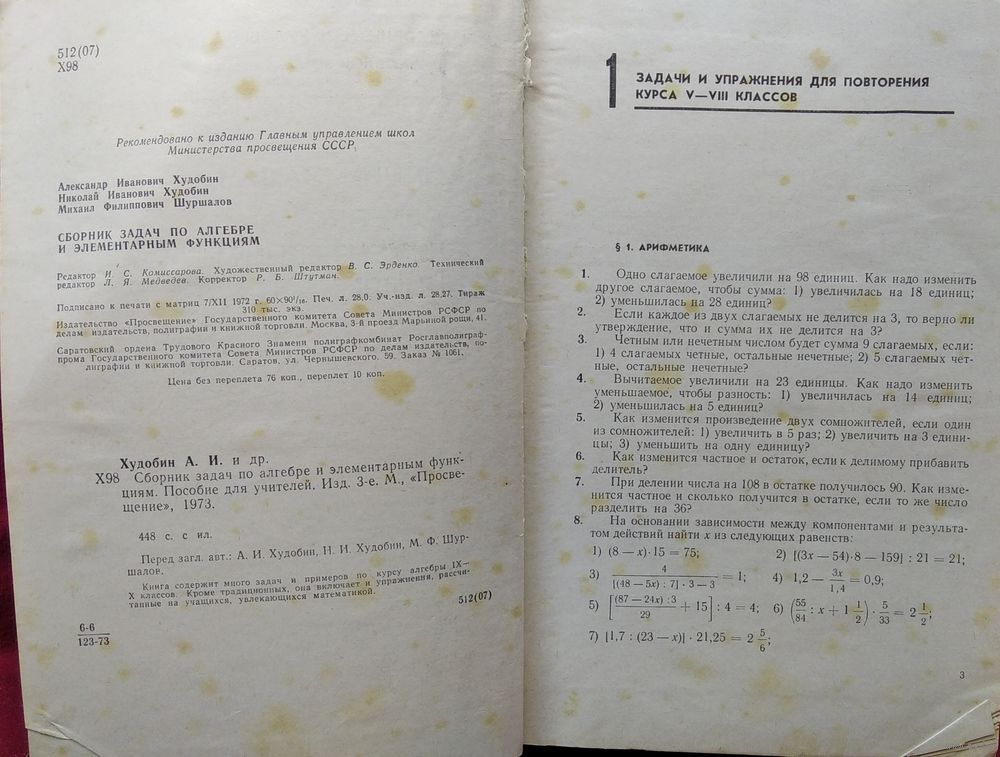 512(07)
Х98
Рекомендовано к изданию Главным управлением школ
Министерства просвещения СССР
Александр Иванович Худобин
Николай Иванович Худобин
Михаил Филиппович Шуршалов
СБОРНИК ЗАДАЧ ПО АЛГЕБРЕ
И ЭЛЕМЕНТАРНЫМ ФУНКЦИЯМ
Редактор И. С. Комиссарова. Художественный редактор В. С. Эрденко. Технический
редактор Л. Я. Медведев. Корректор Р. Б. Штутман.
Подписано к печати с матриц 7/XII 1972 г. 60×90¹/₁₆. Печ. л. 28,0. Уч.-изд. л. 28,27. Тираж
310 тыс. экз.
Издательство «Просвещение» Государственного комитета Совета Министров РСФСР по
делам издательств, полиграфии и книжной торговли. Москва, 3-й проезд Марьиной рощи, 41.
Саратовский ордена Трудового Красного Знамени полиграфкомбинат Росглавполиграф-
прома Государственного комитета Совета Министров РСФСР по делам издательств, по-
лиграфии и книжной торговли. Саратов, ул. Чернышевского, 59. Заказ № 1061.
Цена без переплета 76 коп., переплет 10 коп.
Худобин А. И. и др.
Х98 Сборник задач по алгебре и элементарным функ-
циям. Пособие для учителей. Изд. 3-е. М., «Просве-
щение», 1973.
448 с. с ил.
Перед загл. авт.: А. И. Худобин, Н. И. Худобин, М. Ф. Шур-
шалов.
Книга содержит много задач и примеров по курсу алгебры IX—
X классов. Кроме традиционных, она включает и упражнения, рассчи-
танные на учащихся, увлекающихся математикой.
512(07)
6-6
123-73
1 ЗАДАЧИ И УПРАЖНЕНИЯ ДЛЯ ПОВТОРЕНИЯ
КУРСА V—VIII КЛАССОВ
§ 1. АРИФМЕТИКА
1. Одно слагаемое увеличили на 98 единиц. Как надо изменить
другое слагаемое, чтобы сумма: 1) увеличилась на 18 единиц;
2) уменьшилась на 28 единиц?
2. Если каждое из двух слагаемых не делится на 3, то верно ли
утверждение, что и сумма их не делится на 3?
3. Четным или нечетным числом будет сумма 9 слагаемых, если:
1) 4 слагаемых четные, остальные нечетные; 2) 5 слагаемых чет-
ные, остальные нечетные?
4. Вычитаемое увеличили на 23 единицы. Как надо изменить
уменьшаемое, чтобы разность: 1) увеличилась на 14 единиц;
2) уменьшилась на 5 единиц?
5. Как изменится произведение двух сомножителей, если один
из сомножителей: 1) увеличить в 5 раз; 2) увеличить на 3 едини-
цы; 3) уменьшить на одну единицу?
6. Как изменится частное и остаток, если к делимому прибавить
делитель?
7. При делении числа на 108 в остатке получилось 90. Как изме-
нится частное и сколько получится в остатке, если то же число
разделить на 36?
8. На основании зависимости между компонентами и результа-
том действий найти x из следующих равенств:
1) (8 — x)·15 = 75; 2) [(3x — 54)·8 — 159] : 21 = 21;
3) 4/([(48 — 5x) : 7]·3 — 3) = 1; 4) 1,2 — 3x/1,4 = 0,9;
5) [(87 — 24x) :3/29 + 15] : 4 = 4; 6) (55/84 : x + 1 1/2)·5/33 = 2 1/2;
7) [1,7 : (23 — x)]·21,25 = 2 5/6;
3